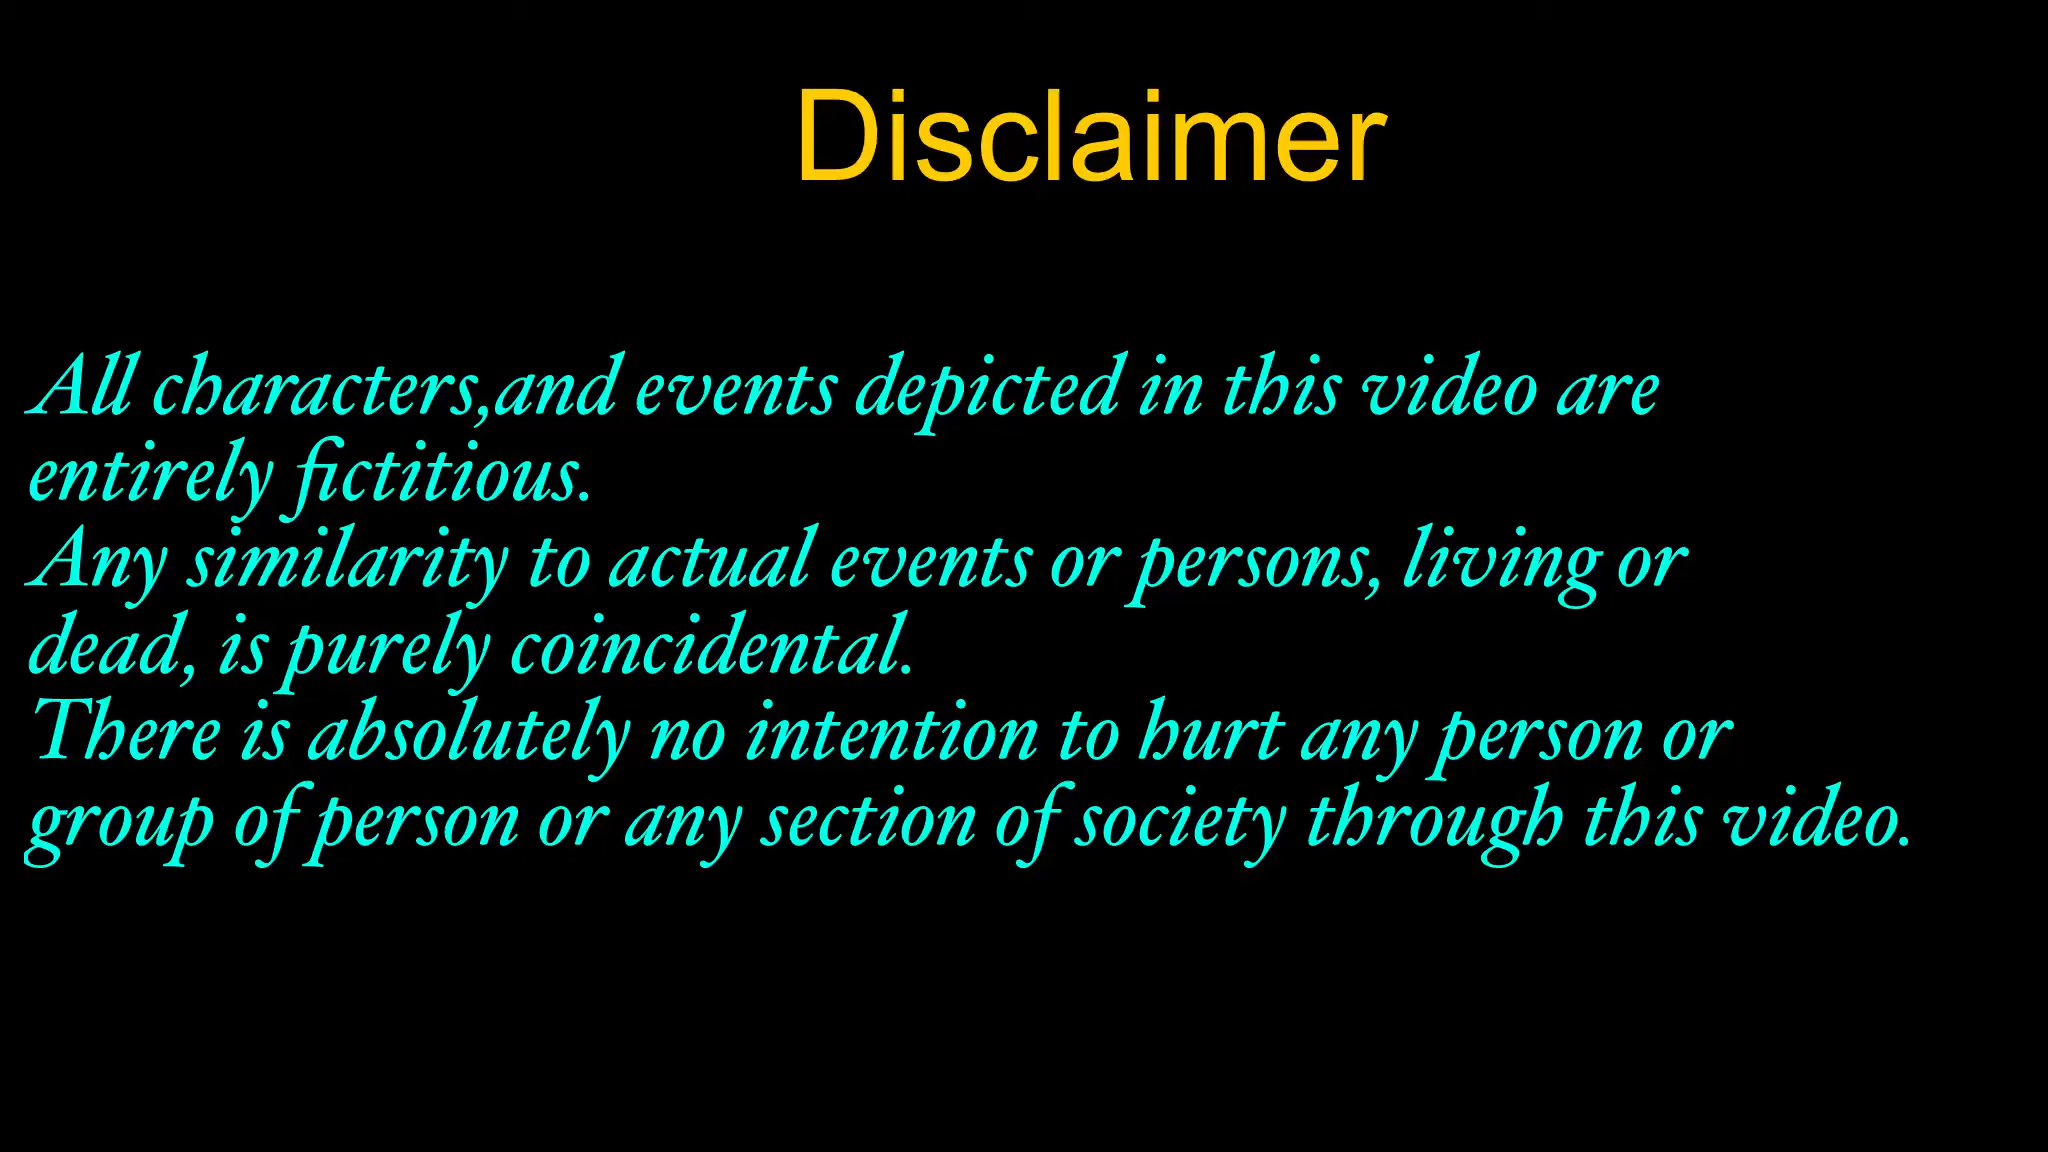 Disclaimer
All characters,and events depicted in this video are
entirely fictitious.
Any similarity to actual events or persons, living or
dead, is purely coincidental.
There is absolutely no intention to hurt any person or
group of person or any section of society through this video.